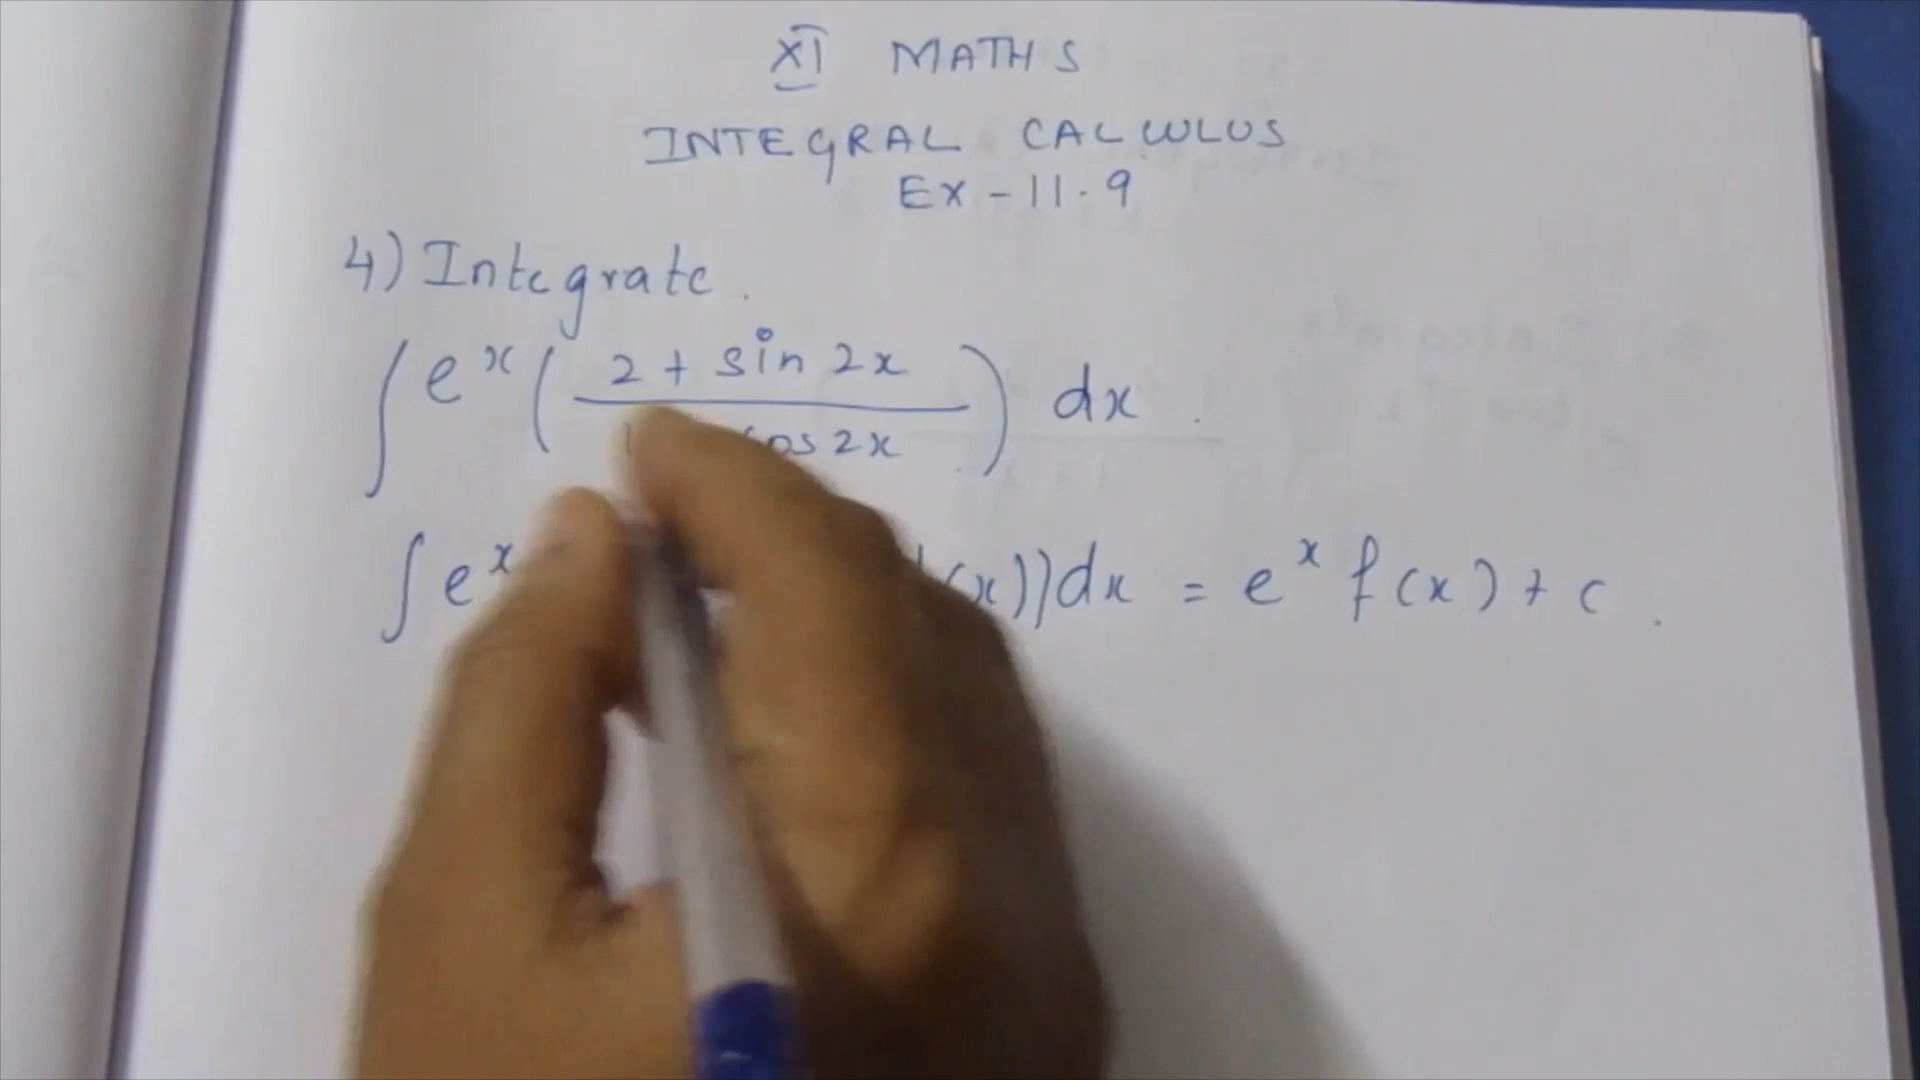 XI MATHS
INTEGRAL CALCULUS
EX-11.9
4) Integrate.
∫ e^x ( 2 + sin 2x
cos 2x ) dx.
∫ e^x (x)) dx = e^x f(x) + c.